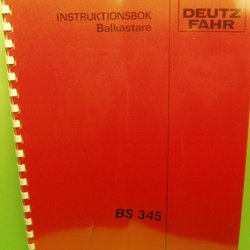 INSTRUKTIONSBOK
Balkastare
DEUTZ
FAHR
BS 345